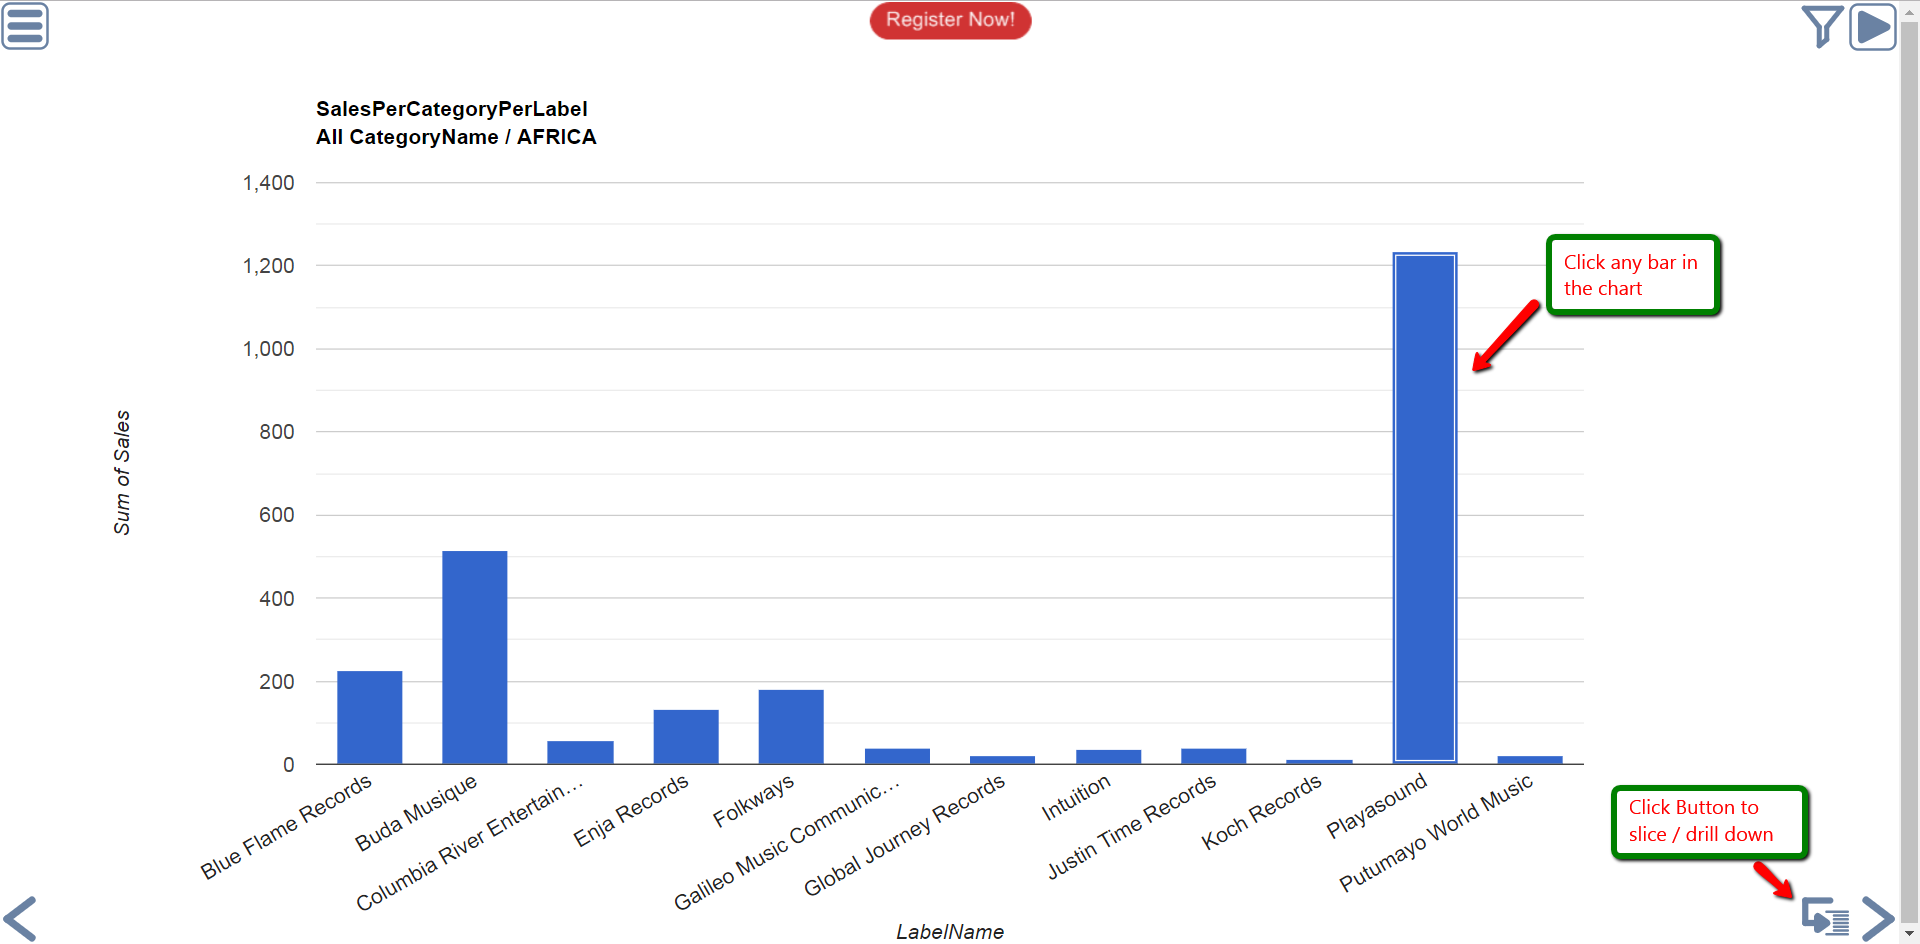 Register Now!
SalesPerCategoryPerLabel
All CategoryName / AFRICA
1,400
1,200
1,000
800
600
400
200
0
Sum of Sales
Click any bar in
the chart
Blue Flame Records
Buda Musique
Columbia River Entertain…
Enja Records
Folkways
Galileo Music Communic…
Global Journey Records
Intuition
Justin Time Records
Koch Records
Playasound
Putumayo World Music
LabelName
Click Button to
slice / drill down